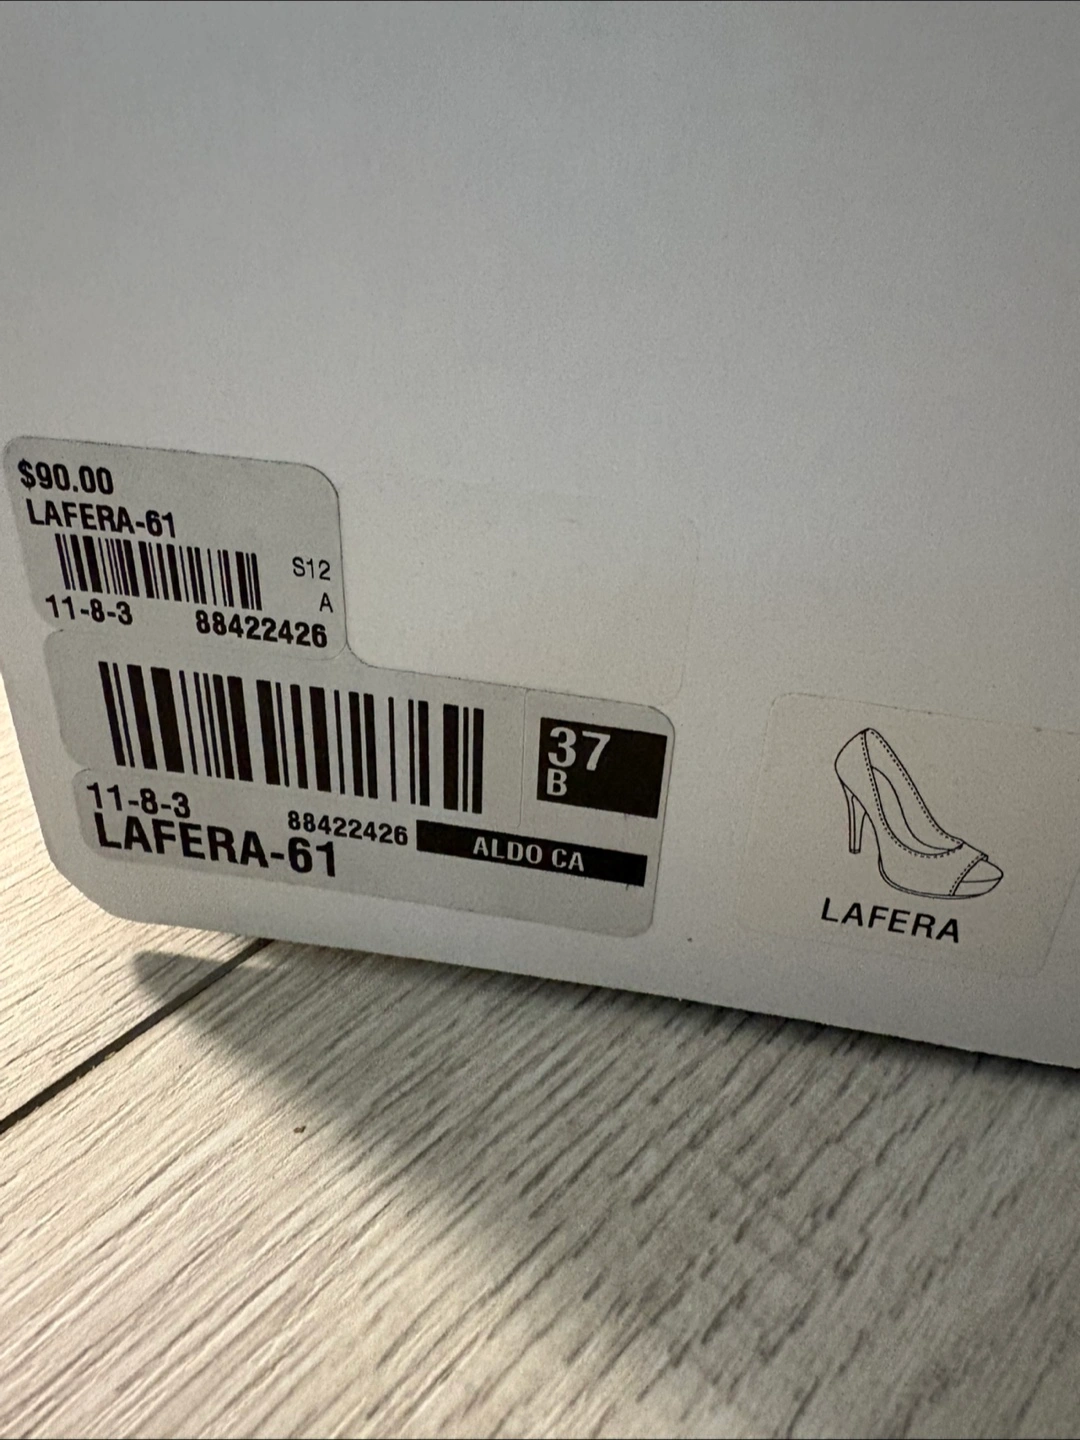 $90.00
LAFERA-61
S12
A
11-8-3 88422426
37
B
11-8-3 88422426
LAFERA-61
ALDO CA
LAFERA